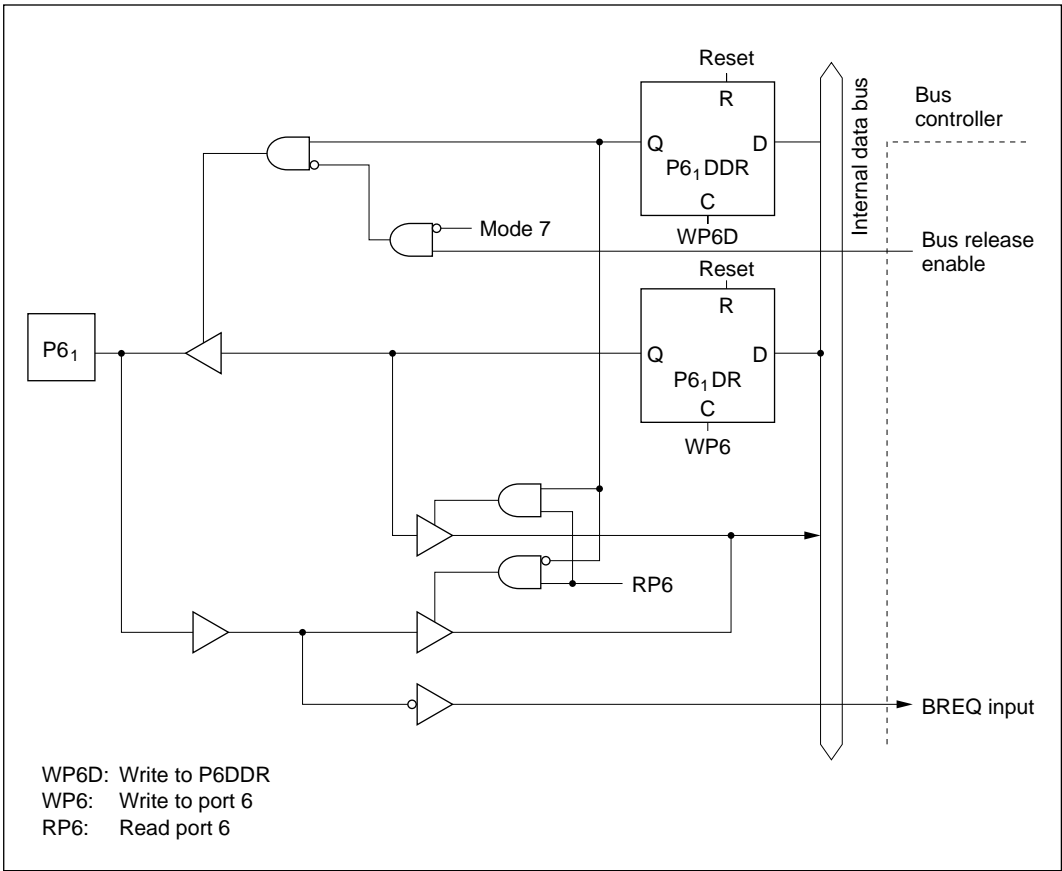 Reset
R
Q
D
P6₁DDR
C
WP6D
Internal data bus
Bus
controller
Mode 7
Bus release
enable
Reset
R
P6₁
Q
D
P6₁DR
C
WP6
RP6
BREQ input
WP6D: Write to P6DDR
WP6: Write to port 6
RP6: Read port 6